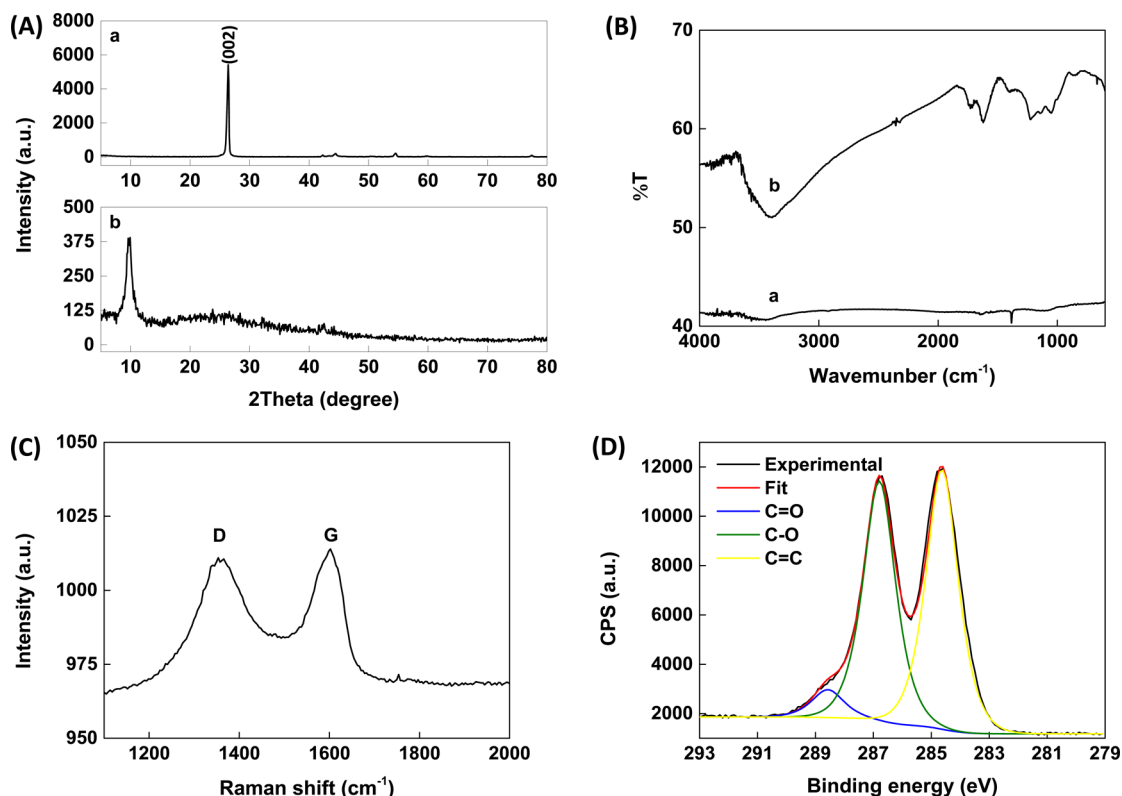 (A)
a
(002)
8000
6000
4000
2000
0
10 20 30 40 50 60 70 80
b
500
375
250
125
0
10 20 30 40 50 60 70 80
Intensity (a.u.)
2Theta (degree)
(B)
70
60
50
40
%T
b
a
4000 3000 2000 1000
Wavemunber (cm-1)
(C)
1050
1025
1000
975
950
Intensity (a.u.)
D G
1200 1400 1600 1800 2000
Raman shift (cm-1)
(D)
12000
10000
8000
6000
4000
2000
CPS (a.u.)
Experimental
Fit
C=O
C-O
C=C
293 291 289 287 285 283 281 279
Binding energy (eV)